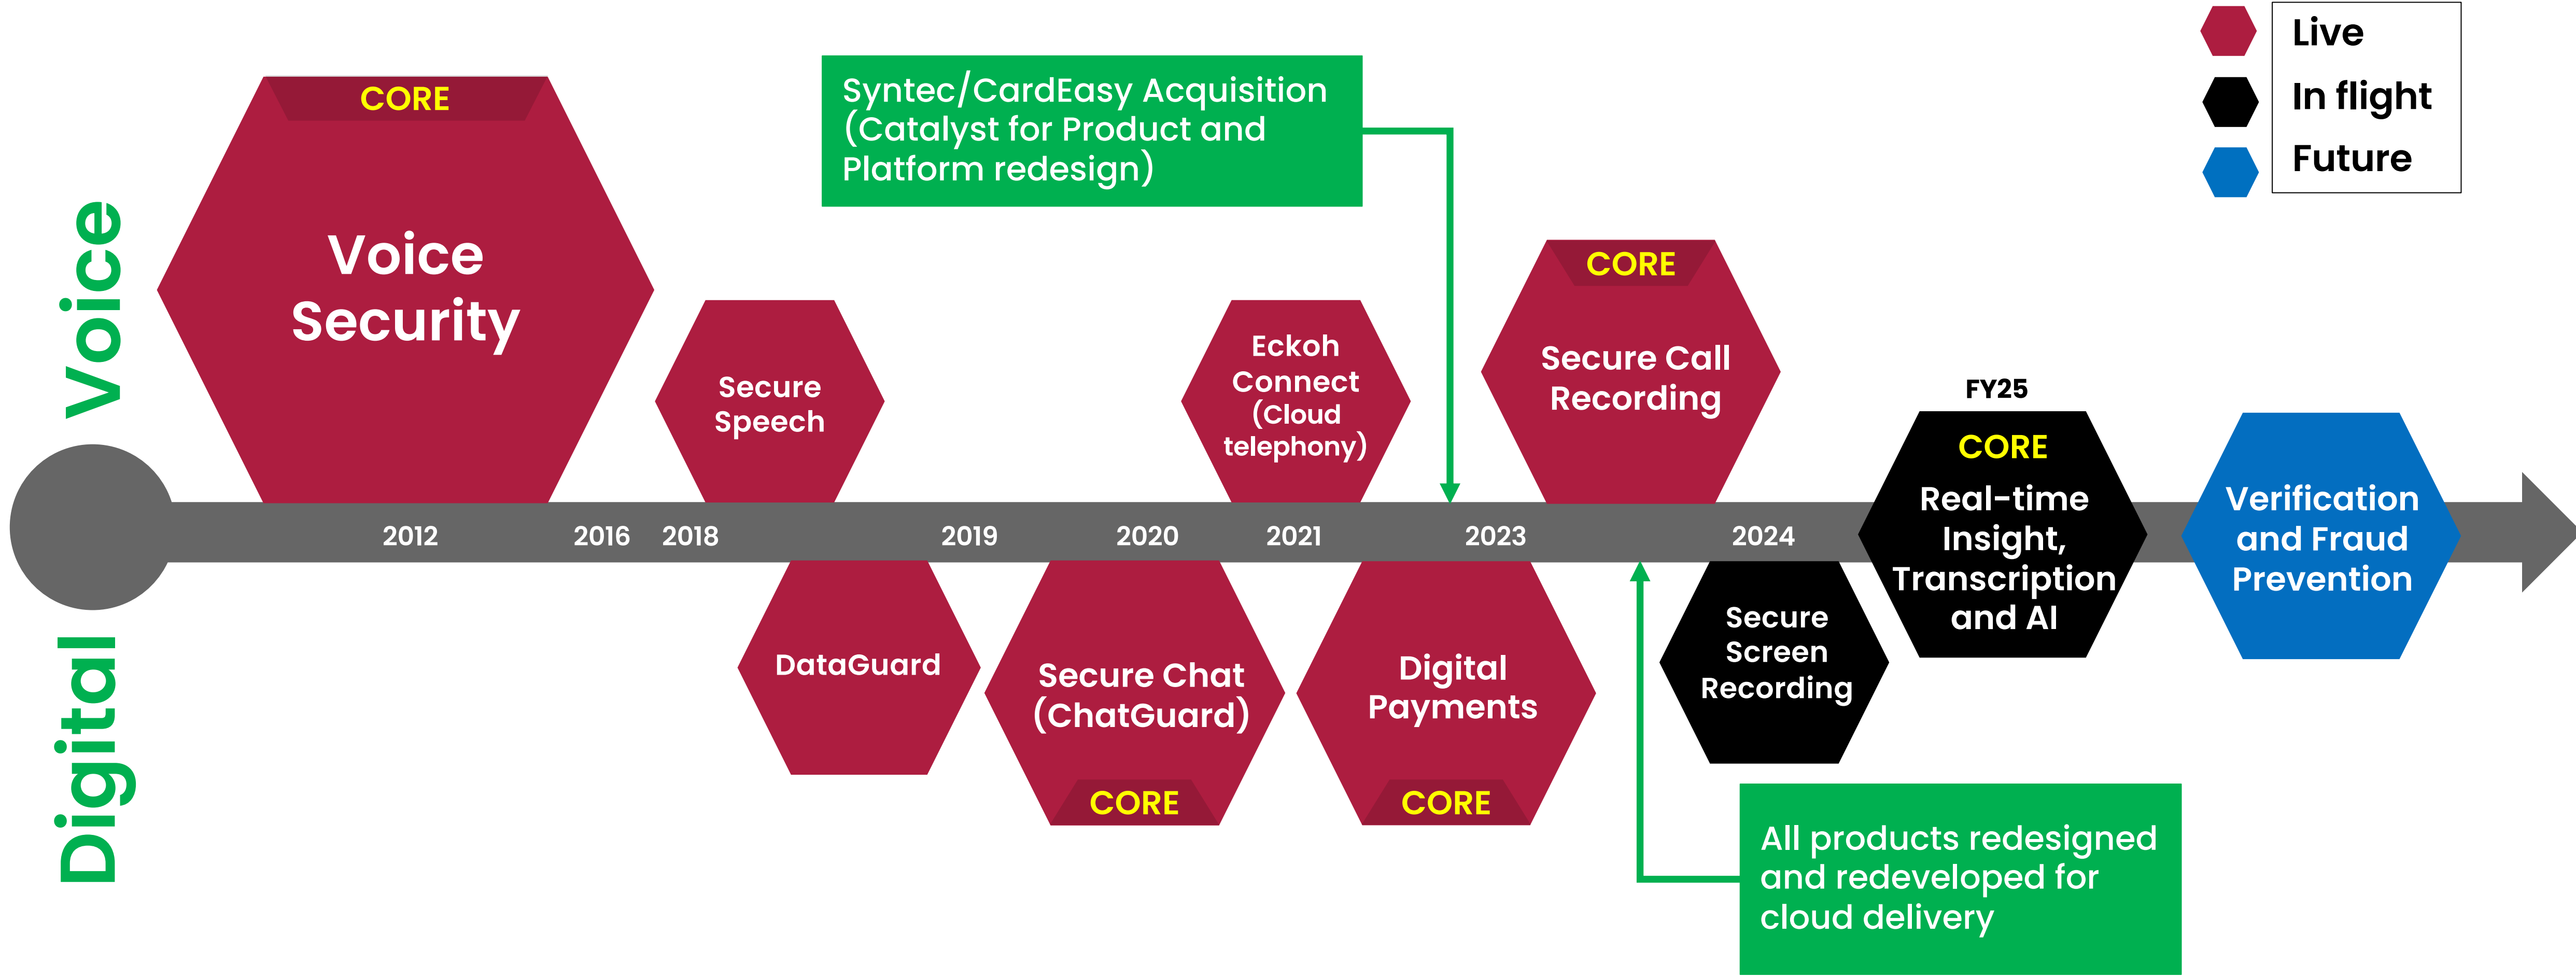 Live
In flight
Future
Voice
Digital
CORE
Voice
Security
Secure
Speech
Syntec/CardEasy Acquisition
(Catalyst for Product and
Platform redesign)
Eckoh
Connect
(Cloud
telephony)
CORE
Secure Call
Recording
FY25
CORE
Real-time
Insight,
Transcription
and AI
Verification
and Fraud
Prevention
2012 2016 2018 2019 2020 2021 2023 2024
DataGuard
Secure Chat
(ChatGuard)
CORE
Digital
Payments
CORE
Secure
Screen
Recording
All products redesigned
and redeveloped for
cloud delivery